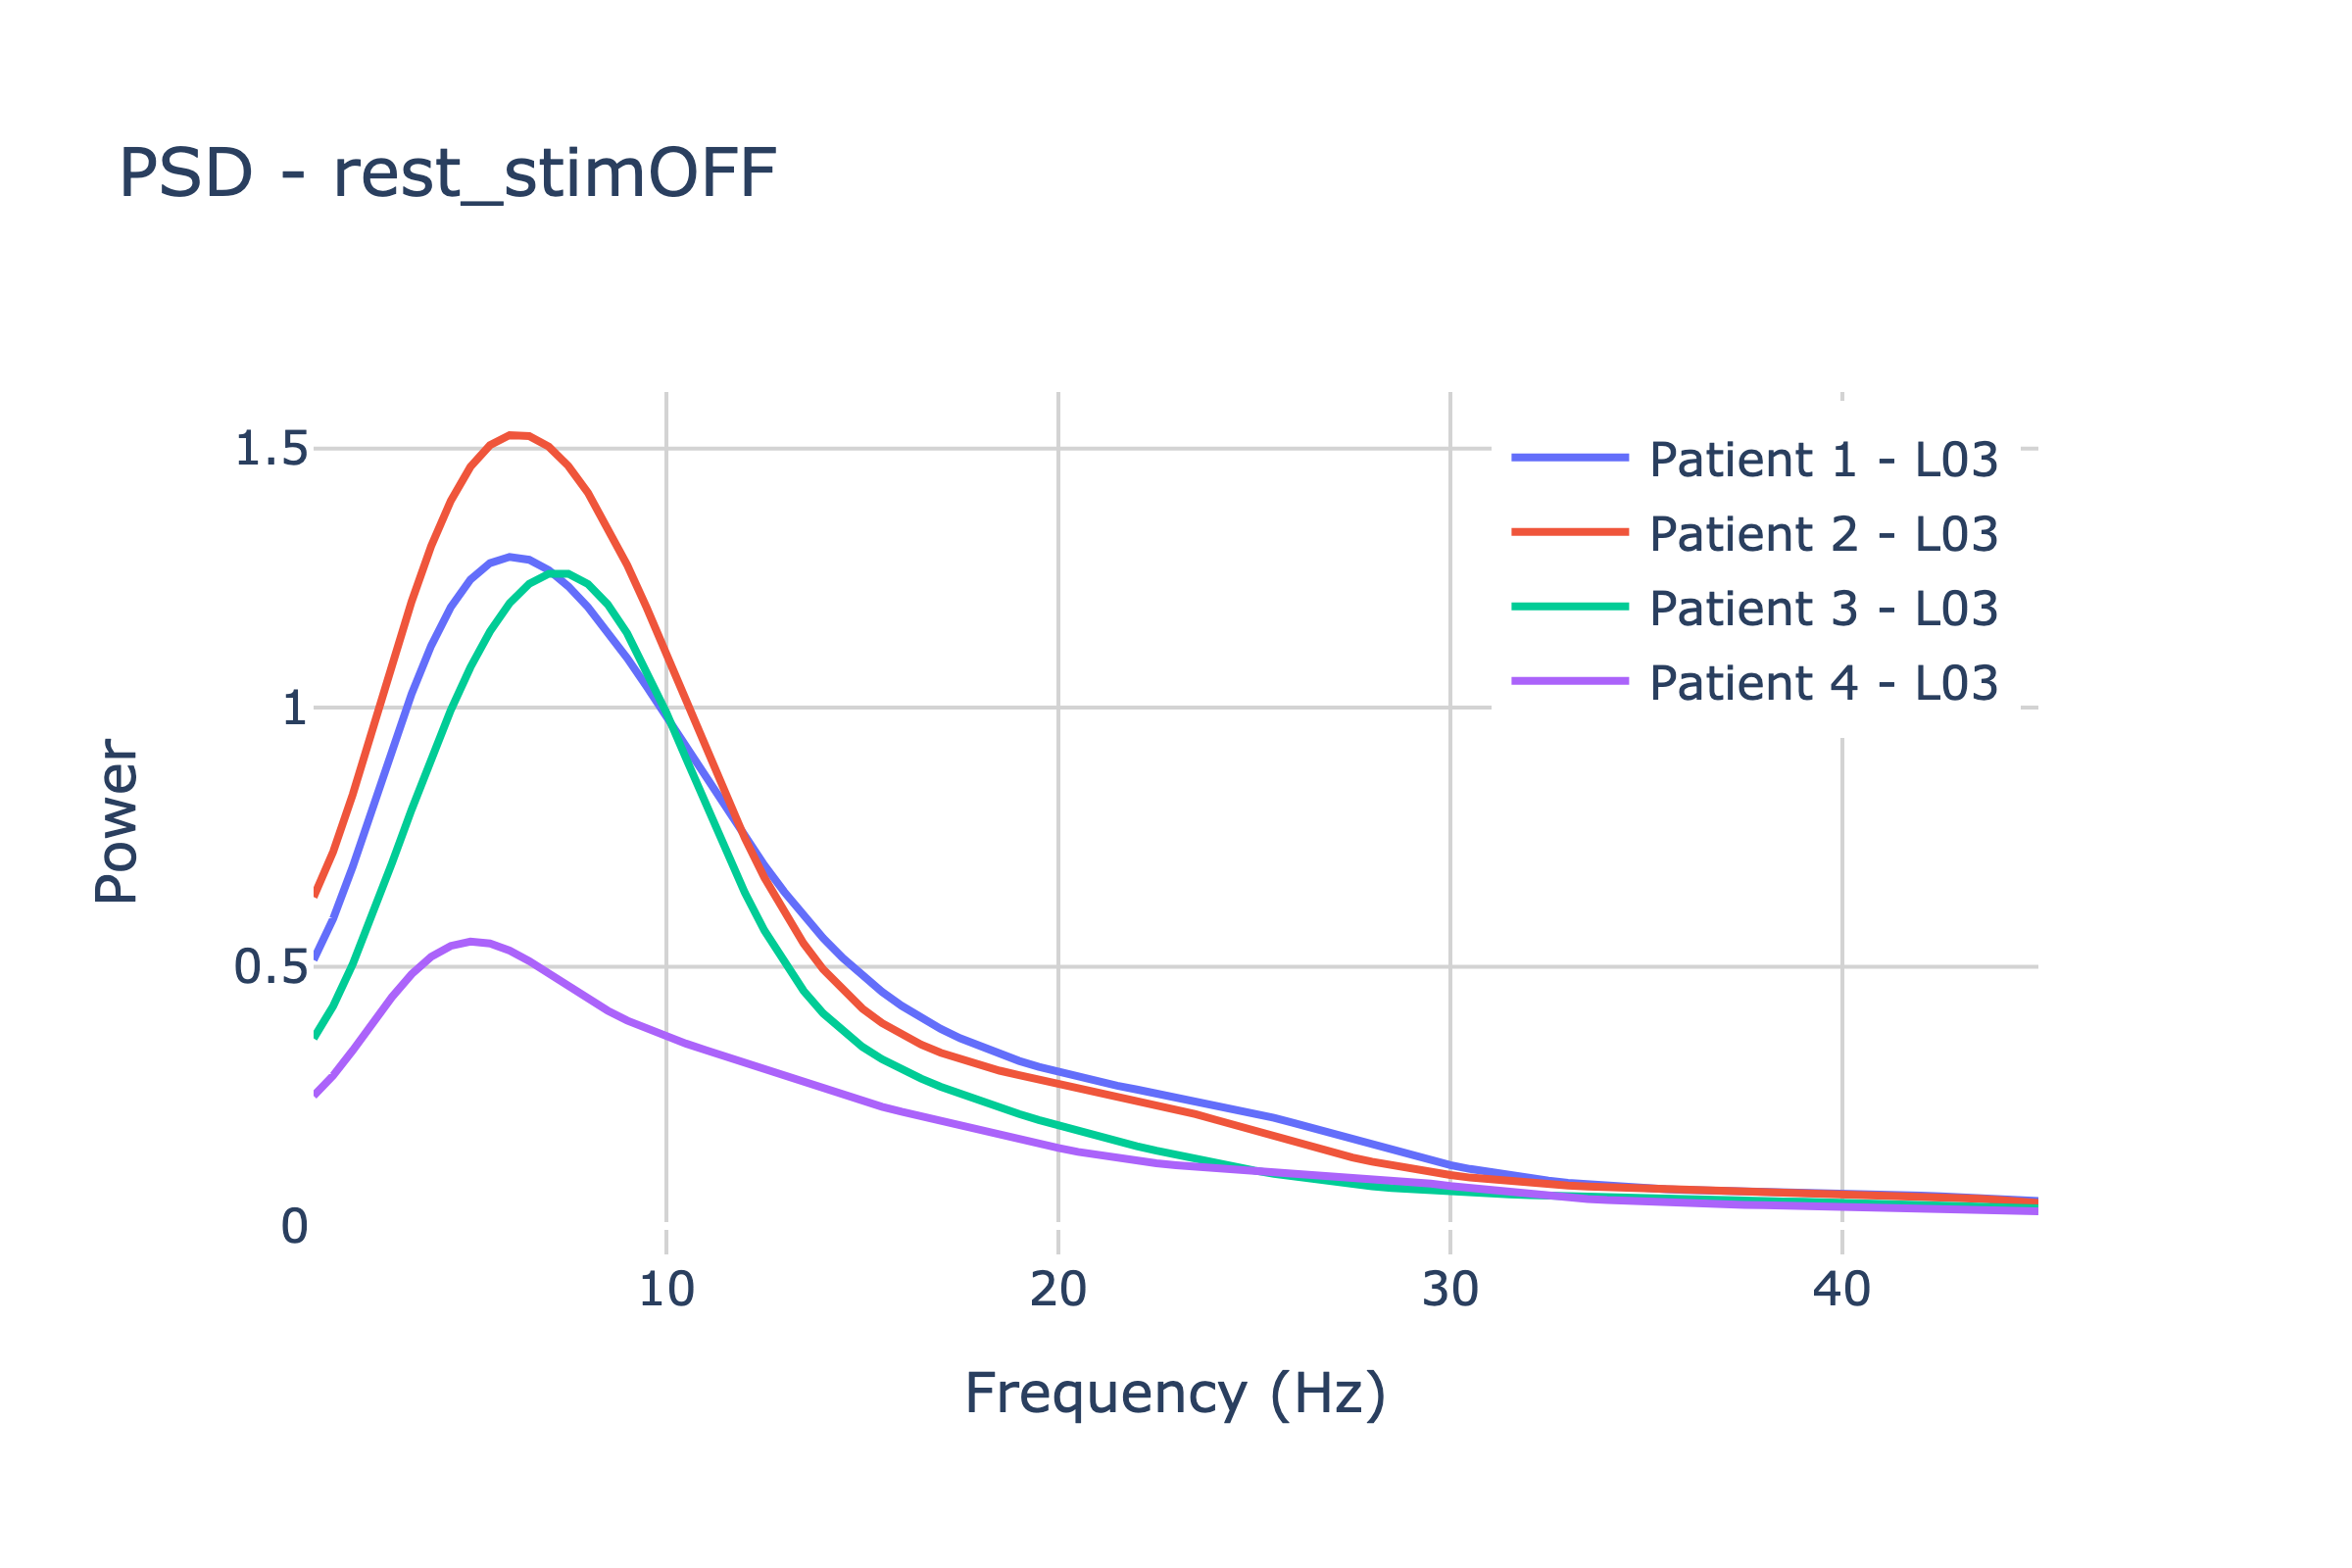 PSD - rest_stimOFF
1.5
1
0.5
0
Power
10
20
30
40
Frequency (Hz)
Patient 1 - L03
Patient 2 - L03
Patient 3 - L03
Patient 4 - L03